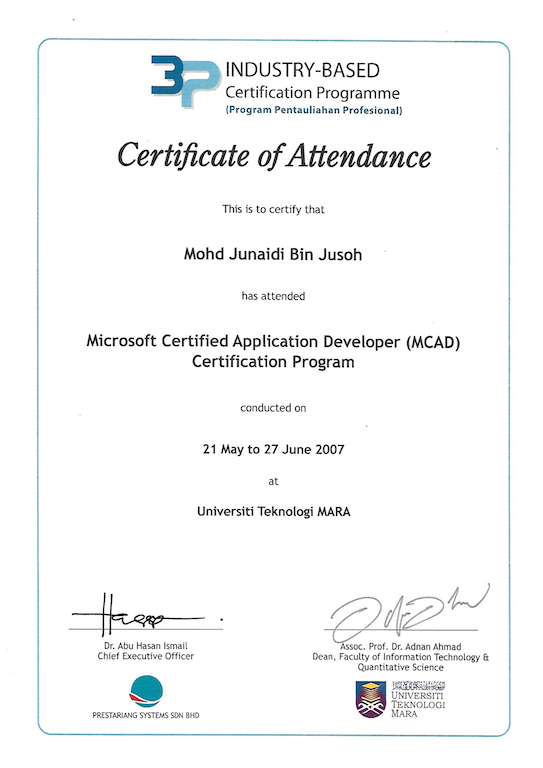 3P
INDUSTRY-BASED
Certification Programme
(Program Pentauliahan Profesional)
Certificate of Attendance
This is to certify that
Mohd Junaidi Bin Jusoh
has attended
Microsoft Certified Application Developer (MCAD)
Certification Program
conducted on
21 May to 27 June 2007
at
Universiti Teknologi MARA
Dr. Abu Hasan Ismail
Chief Executive Officer
PRESTARIANG SYSTEMS SDN BHD
Assoc. Prof. Dr. Adnan Ahmad
Dean, Faculty of Information Technology &
Quantitative Science
UNIVERSITI
TEKNOLOGI
MARA